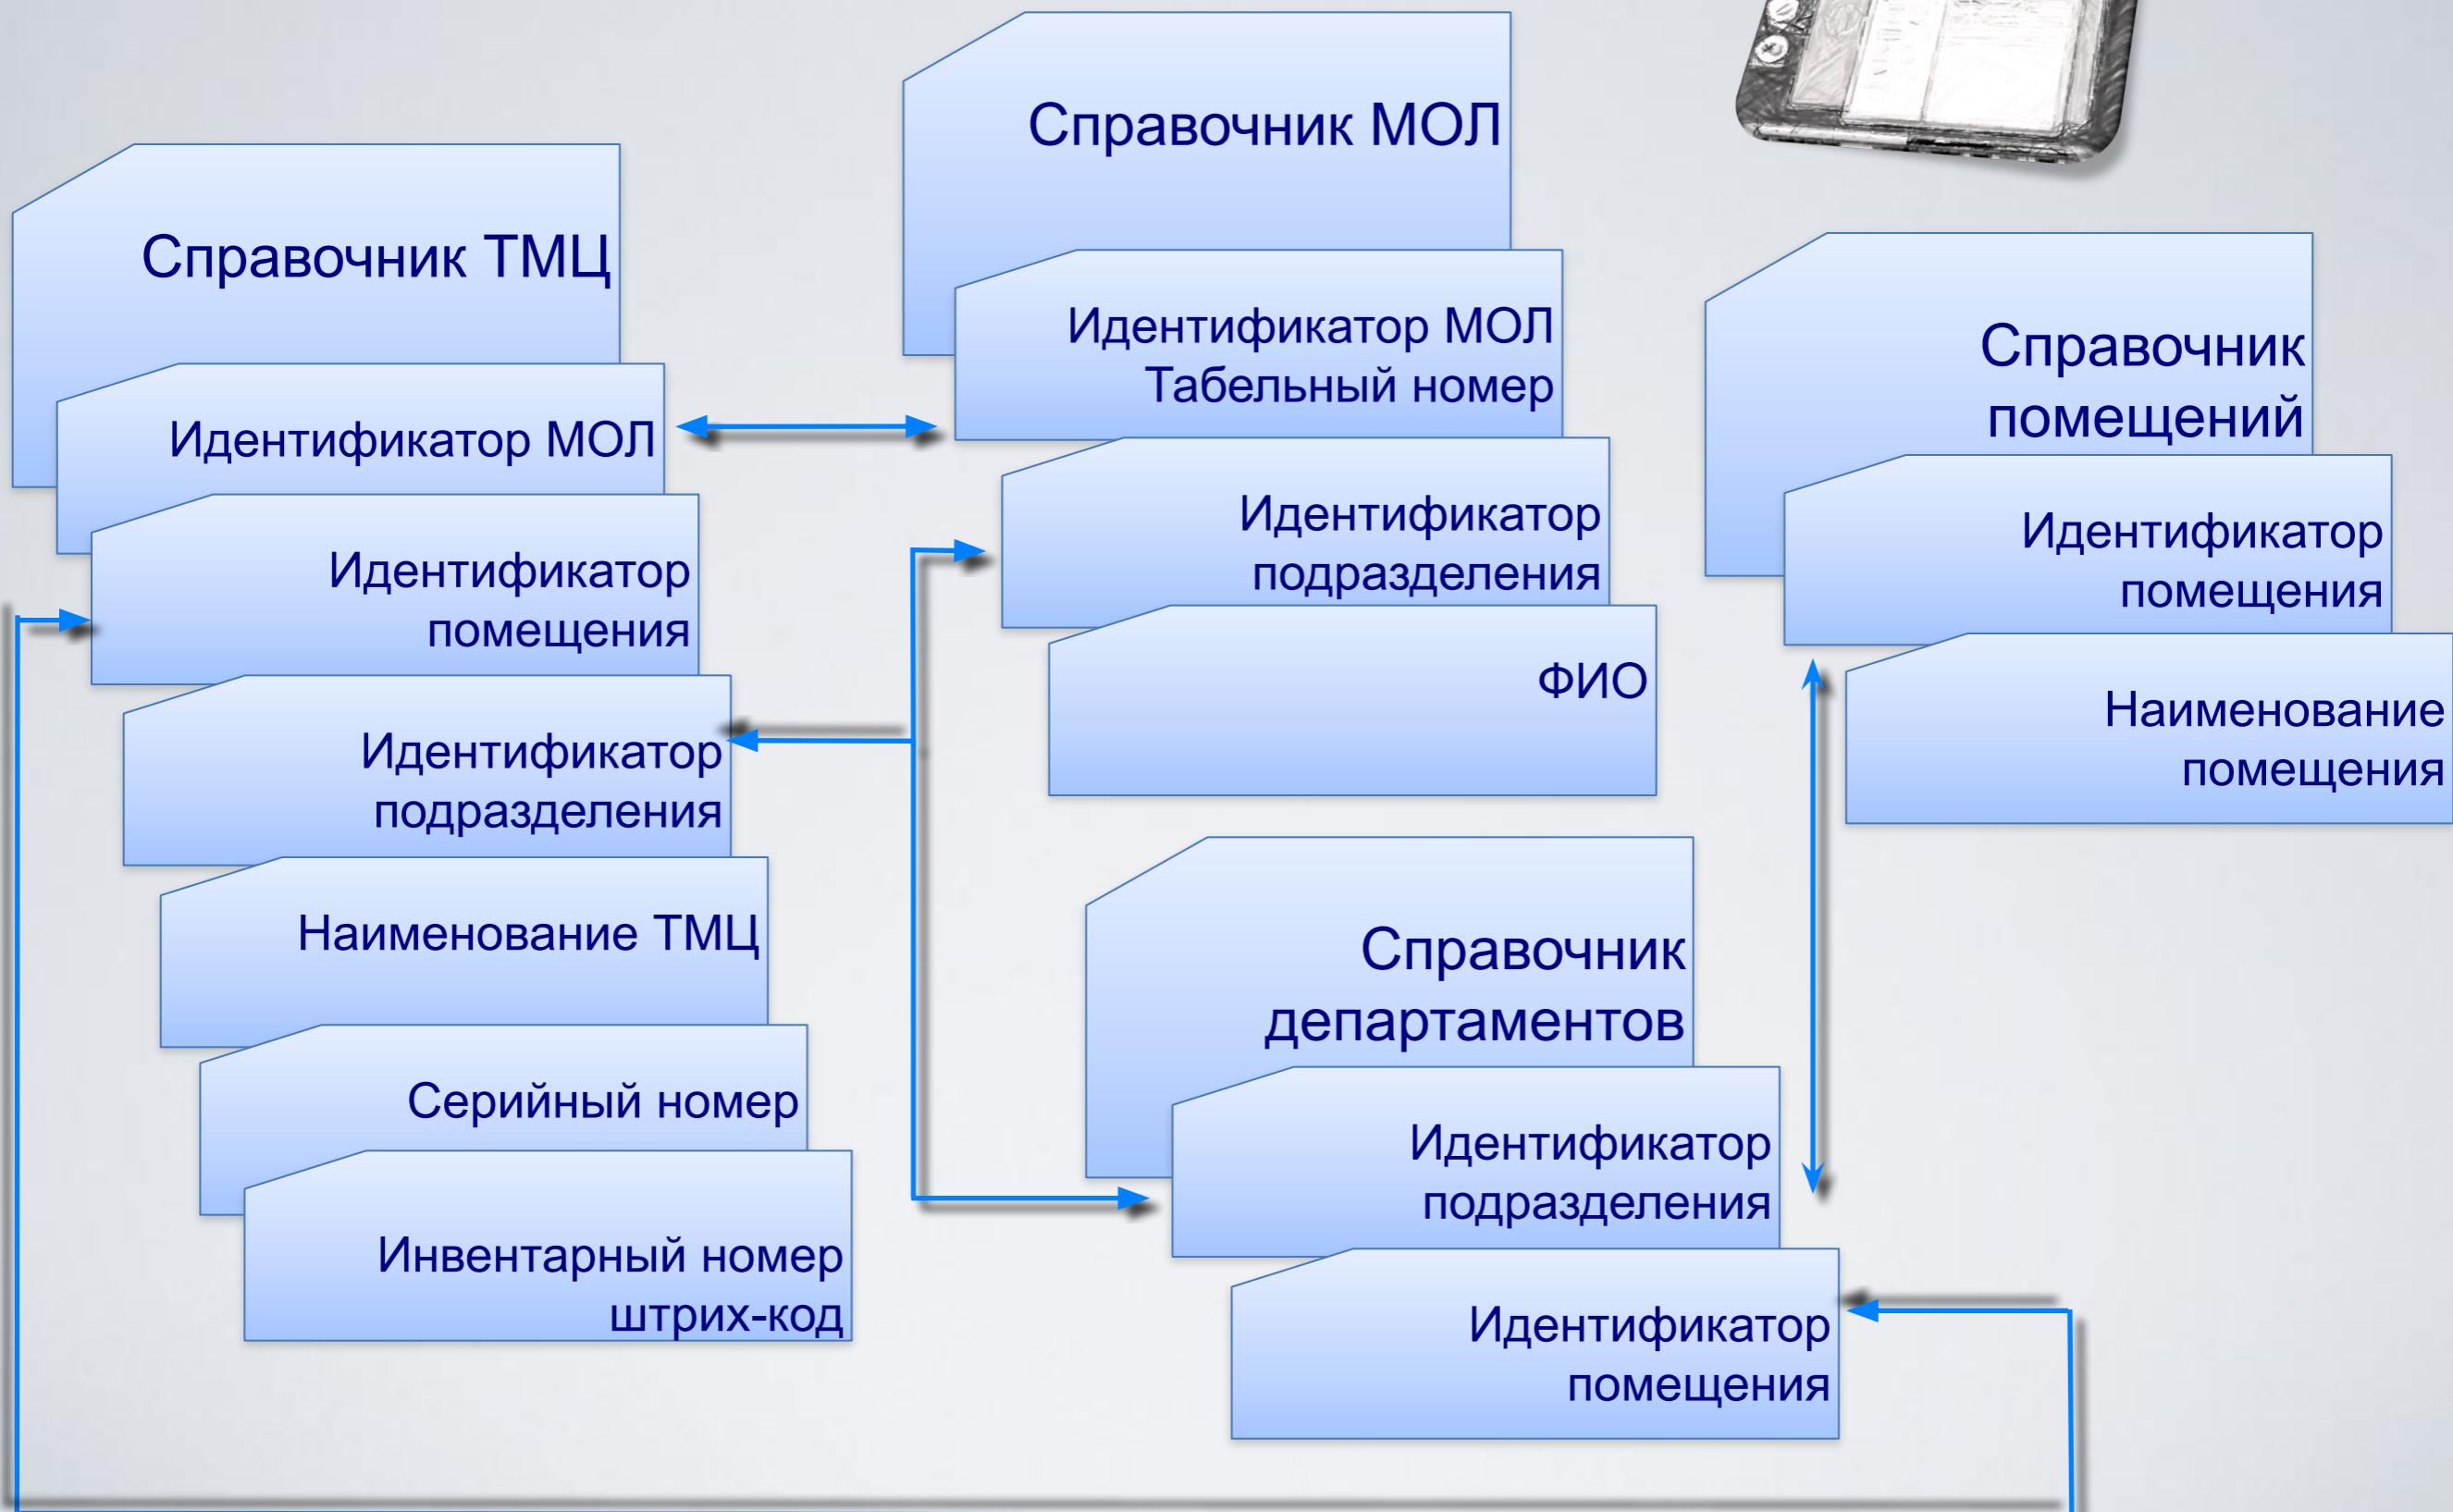 Справочник ТМЦ
Идентификатор МОЛ
Идентификатор
помещения
Идентификатор
подразделения
Наименование ТМЦ
Серийный номер
Инвентарный номер
штрих-код
Справочник МОЛ
Идентификатор МОЛ
Табельный номер
Идентификатор
подразделения
ФИО
Справочник
департаментов
Идентификатор
подразделения
Идентификатор
помещения
Справочник
помещений
Идентификатор
помещения
Наименование
помещения